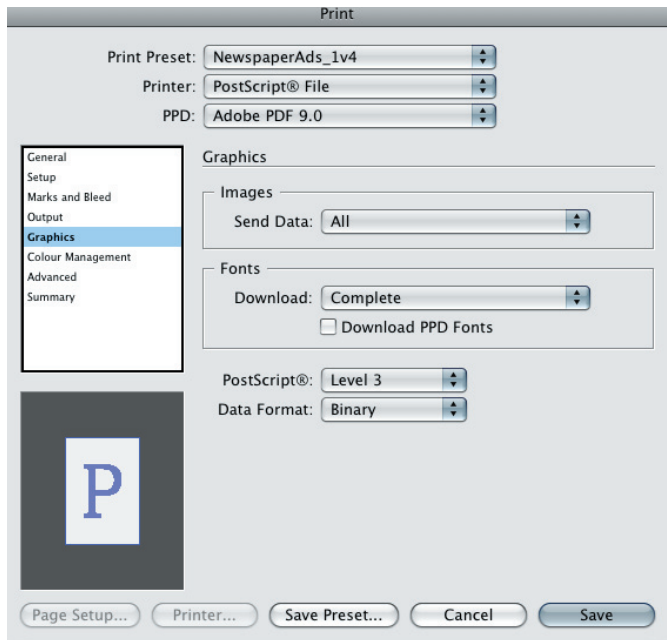 Print
Print Preset: NewspaperAds_1v4
Printer: PostScript® File
PPD: Adobe PDF 9.0
General
Setup
Marks and Bleed
Output
Graphics
Colour Management
Advanced
Summary
Graphics
Images
Send Data: All
Fonts
Download: Complete
Download PPD Fonts
PostScript®: Level 3
Data Format: Binary
P
Page Setup... Printer... Save Preset... Cancel Save